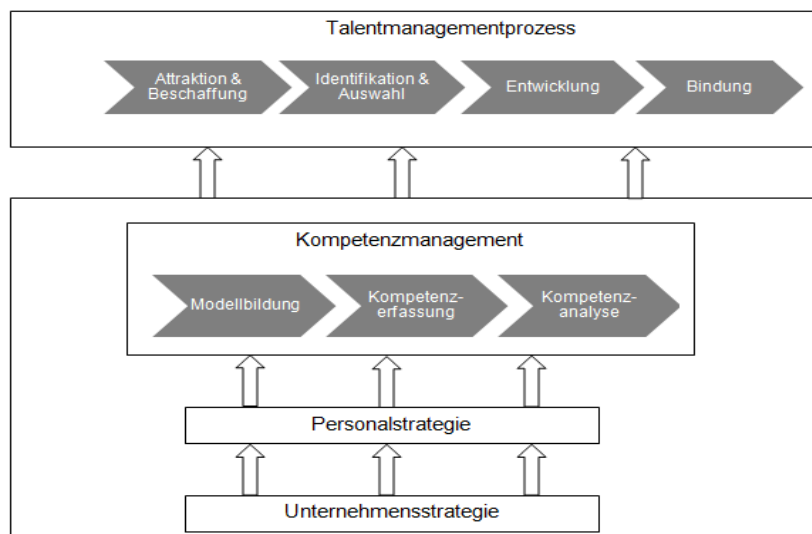 Talentmanagementprozess
Attraktion &
Beschaffung
Identifikation &
Auswahl
Entwicklung
Bindung
Kompetenzmanagement
Modellbildung
Kompetenz-
erfassung
Kompetenz-
analyse
Personalstrategie
Unternehmensstrategie